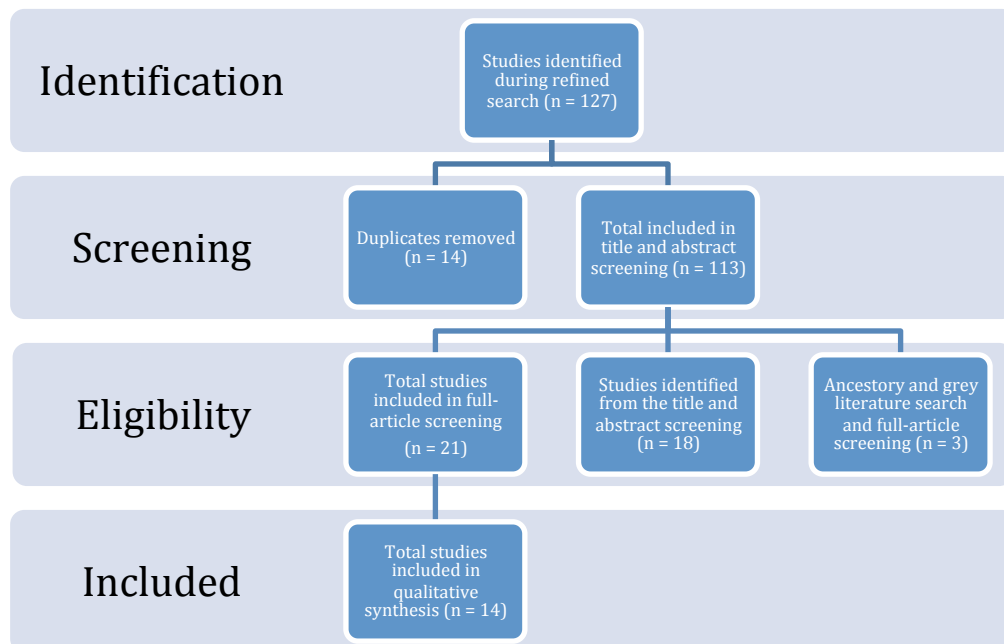 Identification
Studies identified
during refined
search (n = 127)
Screening
Duplicates removed
(n = 14)
Total included in
title and abstract
screening (n = 113)
Eligibility
Total studies
included in full-
article screening
(n = 21)
Studies identified
from the title and
abstract screening
(n = 18)
Ancestory and grey
literature search
and full-article
screening (n = 3)
Included
Total studies
included in
qualitative
synthesis (n = 14)